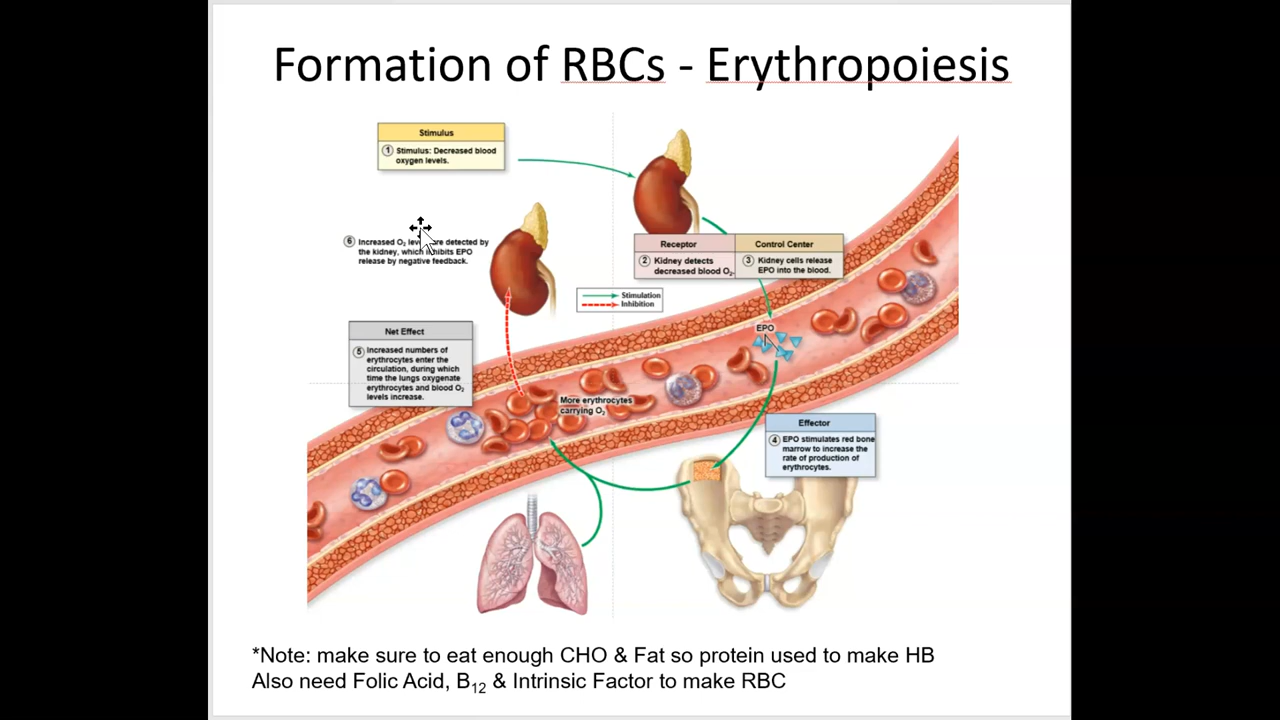 Formation of RBCs - Erythropoiesis
Stimulus
1 Stimulus: Decreased blood
oxygen levels.
Receptor
2 Kidney detects
decreased blood O2.
Control Center
3 Kidney cells release
EPO into the blood.
6 Increased O2 are detected by
the kidney, which inhibits EPO
release by negative feedback.
Stimulation
Inhibition
EPO
Net Effect
5 Increased numbers of
erythrocytes enter the
circulation, during which
time the lungs oxygenate
erythrocytes and blood O2
levels increase.
More erythrocytes
carrying O2
Effector
4 EPO stimulates red bone
marrow to increase the
rate of production of
erythrocytes.
*Note: make sure to eat enough CHO & Fat so protein used to make HB
Also need Folic Acid, B12 & Intrinsic Factor to make RBC